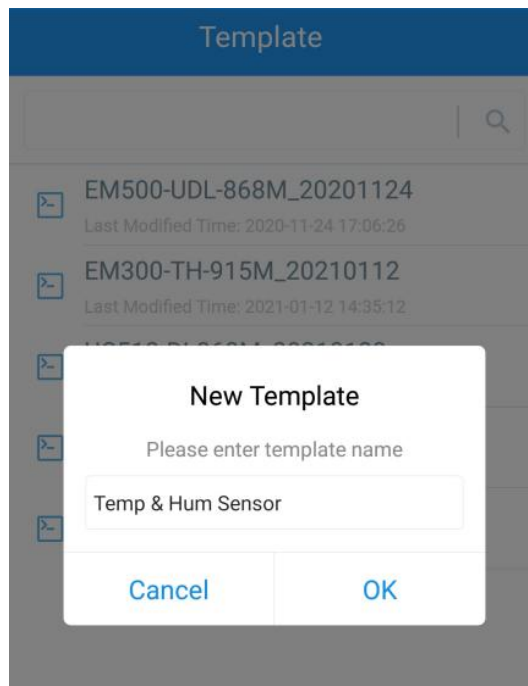 Template
EM500-UDL-868M_20201124
Last Modified Time: 2020-11-24 17:06:26
EM300-TH-915M_20210112
Last Modified Time: 2021-01-12 14:35:12
New Template
Please enter template name
Temp & Hum Sensor
Cancel
OK